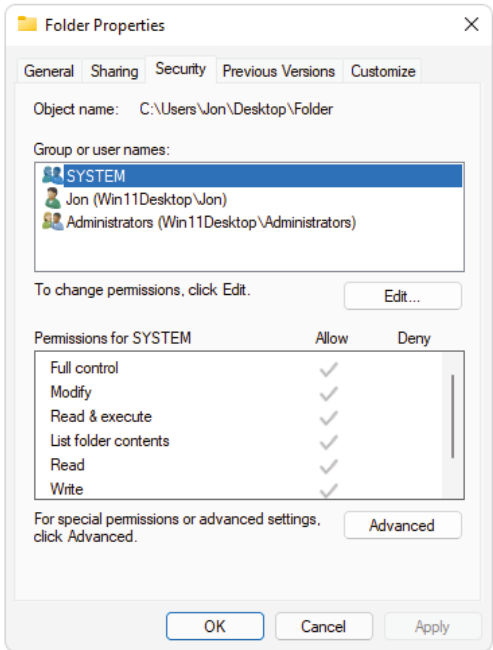 Folder Properties
General Sharing Security Previous Versions Customize
Object name: C:\Users\Jon\Desktop\Folder
Group or user names:
SYSTEM
Jon (Win11Desktop\Jon)
Administrators (Win11Desktop\Administrators)
To change permissions, click Edit.
Edit...
Permissions for SYSTEM Allow Deny
Full control
Modify
Read & execute
List folder contents
Read
Write
For special permissions or advanced settings,
click Advanced.
Advanced
OK Cancel Apply